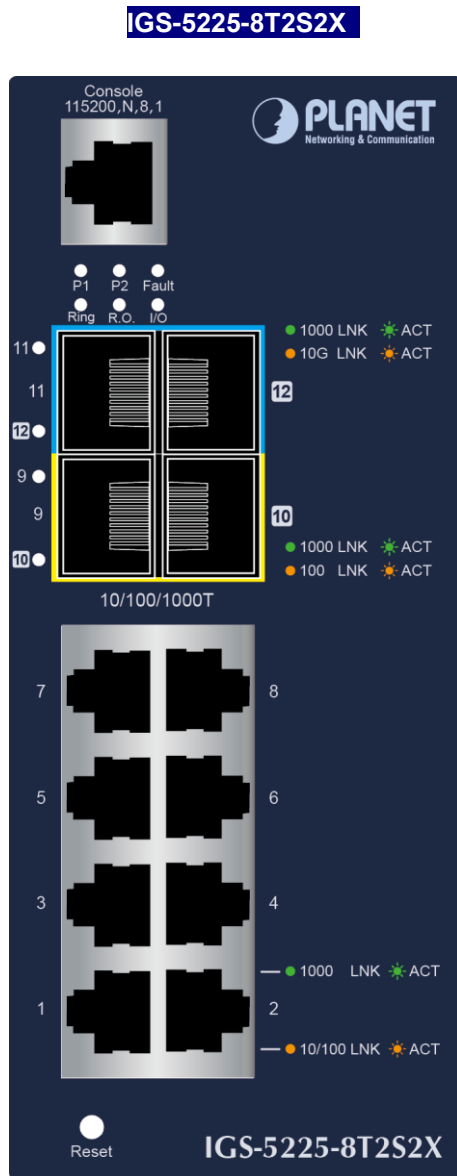 IGS-5225-8T2S2X
Console
115200,N,8,1
PLANET
Networking & Communication
P1 P2 Fault
Ring R.O. I/O
1000 LNK ACT
10G LNK ACT
11
11
12
12
9
9
10
10
1000 LNK ACT
100 LNK ACT
10/100/1000T
7 8
5 6
3 4
1000 LNK ACT
1 2
10/100 LNK ACT
Reset
IGS-5225-8T2S2X